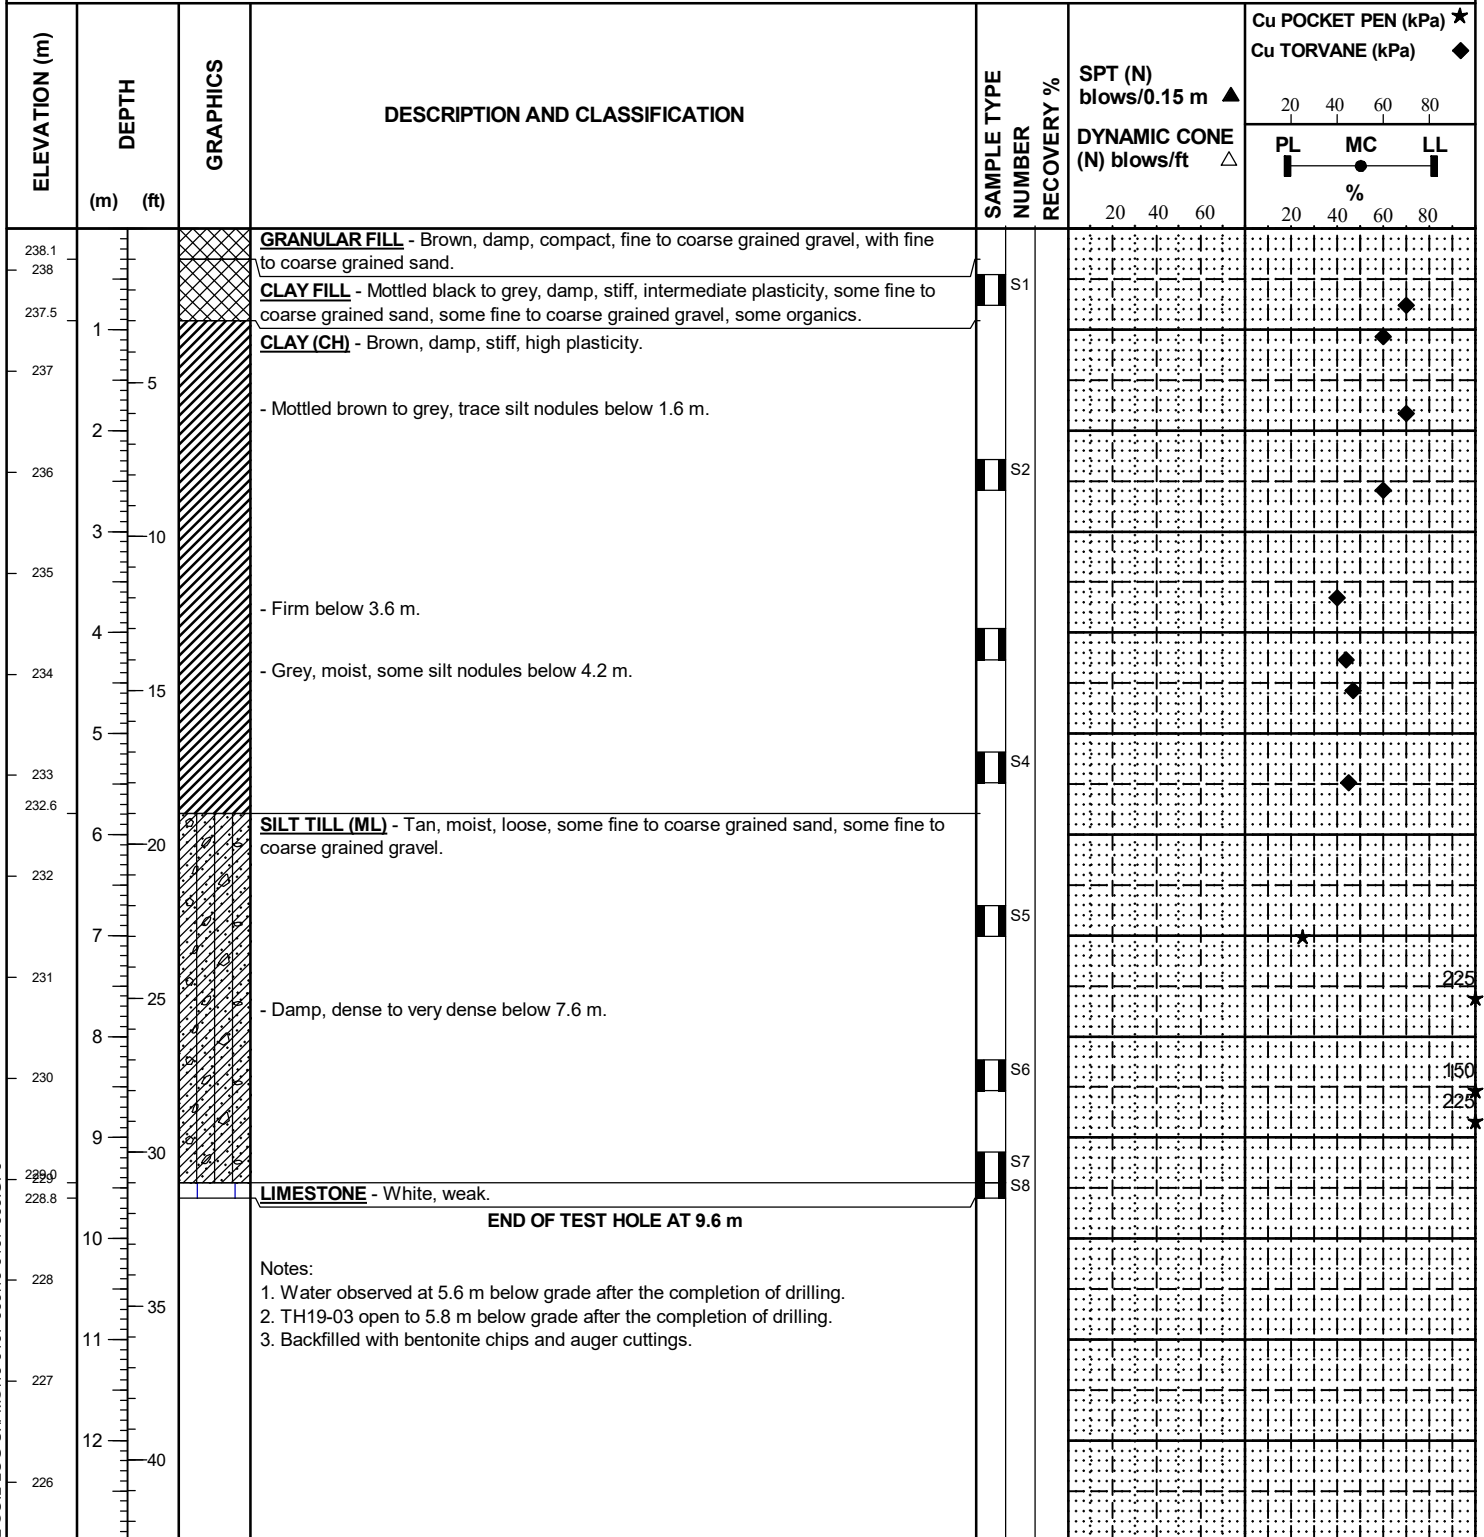 ELEVATION (m)
DEPTH
(m) (ft)
GRAPHICS
DESCRIPTION AND CLASSIFICATION
SAMPLE TYPE
NUMBER
RECOVERY %
SPT (N)
blows/0.15 m
DYNAMIC CONE
(N) blows/ft
20 40 60
Cu POCKET PEN (kPa)
Cu TORVANE (kPa)
20 40 60 80
PL MC LL
%
20 40 60 80
238.1
238
237.5
237
236
235
234
233
232.6
232
231
230
229.0
229
228.8
228
227
226
1
2
3
4
5
6
7
8
9
10
11
12
5
10
15
20
25
30
35
40
GRANULAR FILL - Brown, damp, compact, fine to coarse grained gravel, with fine
to coarse grained sand.
CLAY FILL - Mottled black to grey, damp, stiff, intermediate plasticity, some fine to
coarse grained sand, some fine to coarse grained gravel, some organics.
CLAY (CH) - Brown, damp, stiff, high plasticity.
- Mottled brown to grey, trace silt nodules below 1.6 m.
- Firm below 3.6 m.
- Grey, moist, some silt nodules below 4.2 m.
SILT TILL (ML) - Tan, moist, loose, some fine to coarse grained sand, some fine to
coarse grained gravel.
- Damp, dense to very dense below 7.6 m.
LIMESTONE - White, weak.
END OF TEST HOLE AT 9.6 m
Notes:
1. Water observed at 5.6 m below grade after the completion of drilling.
2. TH19-03 open to 5.8 m below grade after the completion of drilling.
3. Backfilled with bentonite chips and auger cuttings.
S1
S2
S4
S5
S6
S7
S8
225
150
225